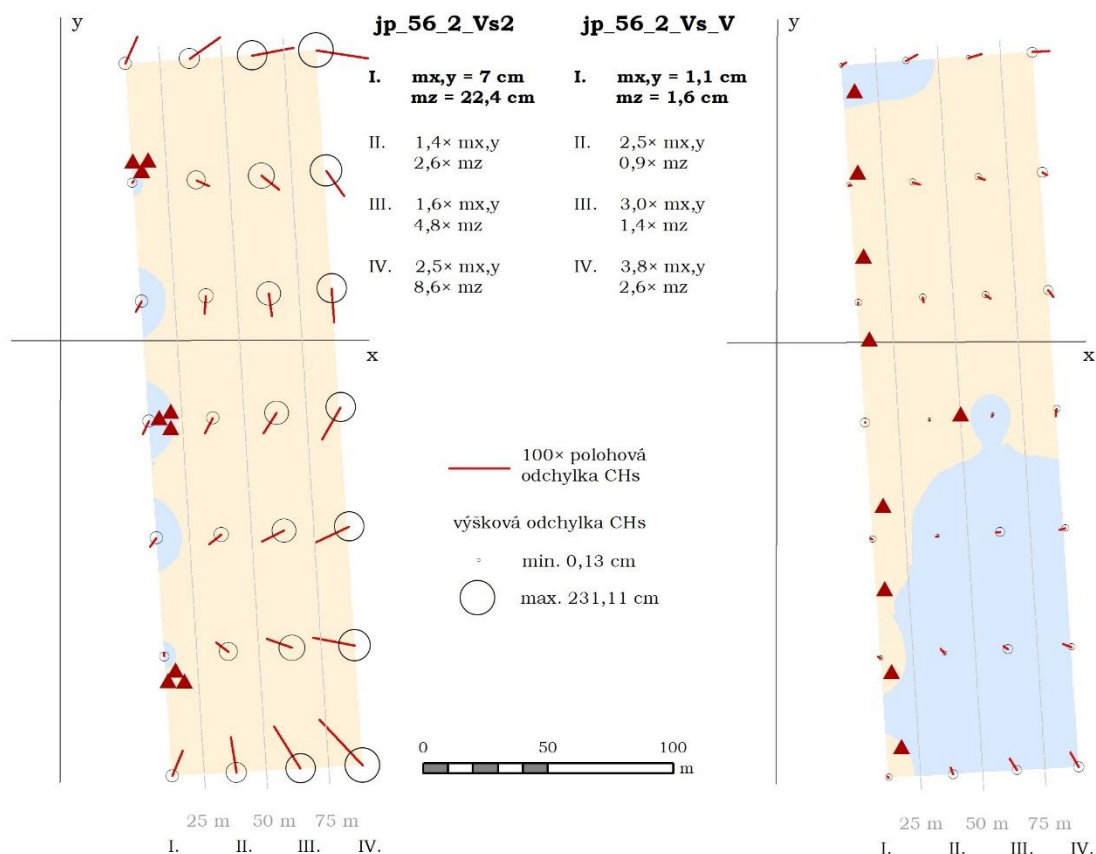 y
jp_56_2_Vs2
I. mx,y = 7 cm
mz = 22,4 cm
II. 1,4× mx,y
2,6× mz
III. 1,6× mx,y
4,8× mz
IV. 2,5× mx,y
8,6× mz
x
jp_56_2_Vs_V
I. mx,y = 1,1 cm
mz = 1,6 cm
II. 2,5× mx,y
0,9× mz
III. 3,0× mx,y
1,4× mz
IV. 3,8× mx,y
2,6× mz
y
x
100× polohová
odchylka CHs
výšková odchylka CHs
min. 0,13 cm
max. 231,11 cm
0 50 100
m
25 m 50 m 75 m
I. II. III. IV.
25 m 50 m 75 m
I. II. III. IV.